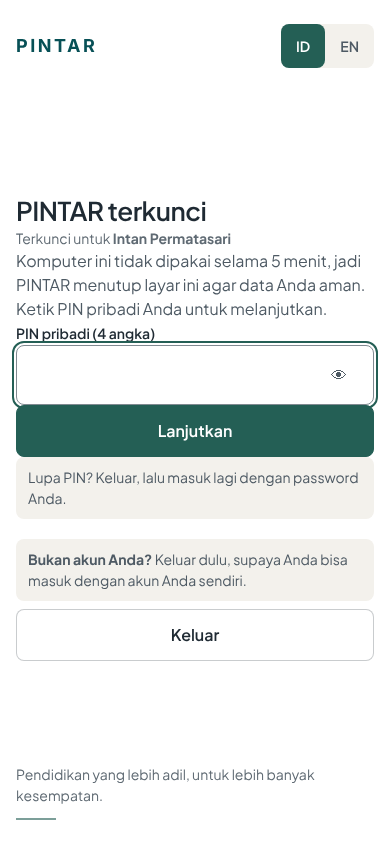 PINTAR
ID EN
PINTAR terkunci
Terkunci untuk Intan Permatasari
Komputer ini tidak dipakai selama 5 menit, jadi
PINTAR menutup layar ini agar data Anda aman.
Ketik PIN pribadi Anda untuk melanjutkan.
PIN pribadi (4 angka)
Lanjutkan
Lupa PIN? Keluar, lalu masuk lagi dengan password
Anda.
Bukan akun Anda? Keluar dulu, supaya Anda bisa
masuk dengan akun Anda sendiri.
Keluar
Pendidikan yang lebih adil, untuk lebih banyak
kesempatan.